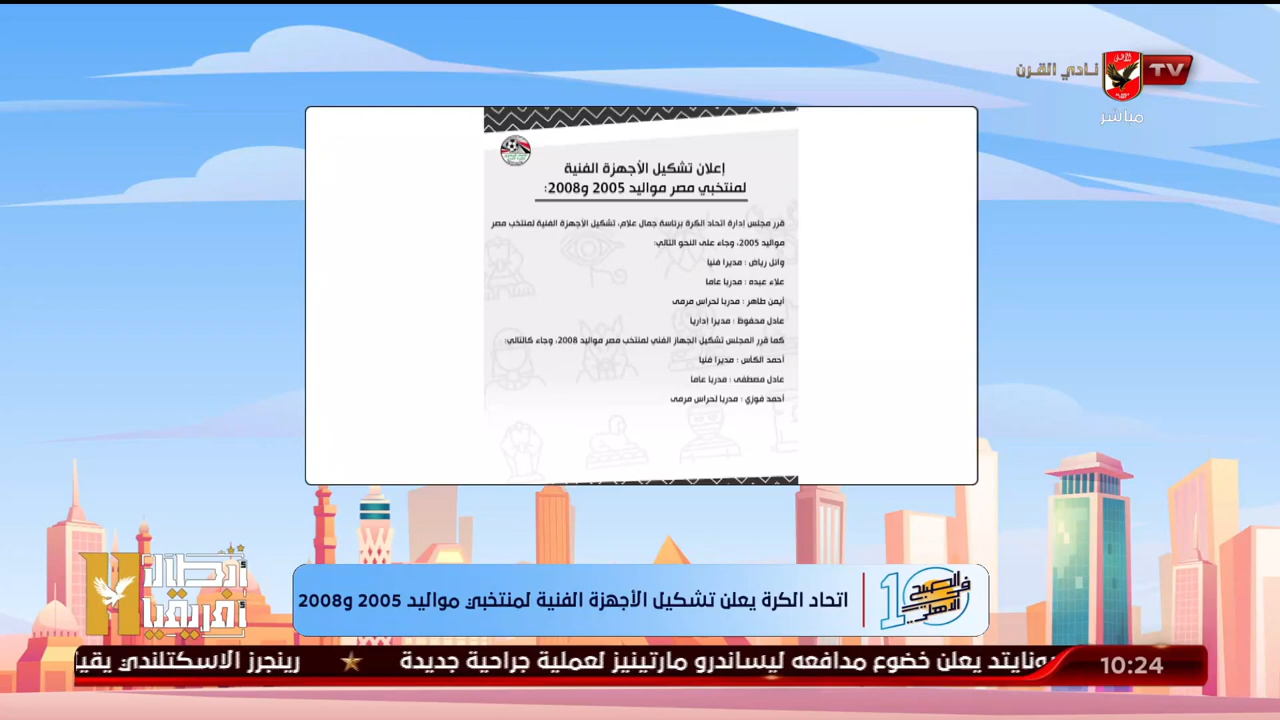 نادي القرن
TV
مباشر
إعلان تشكيل الأجهزة الفنية
لمنتخبي مصر مواليد 2005 و2008:
قرر مجلس إدارة اتحاد الكرة برئاسة جمال علام، تشكيل الأجهزة الفنية لمنتخب مصر
مواليد 2005، وجاء على النحو التالي:
وائل رياض : مديرا فنيا
علاء عبده : مدربا عاما
أيمن طاهر : مدربا لحراس مرمى
عادل محفوظ : مديرا إداريا
كما قرر المجلس تشكيل الجهاز الفني لمنتخب مصر مواليد 2008، وجاء كالتالي:
أحمد الكأس : مديرا فنيا
عادل مصطفى : مدربا عاما
أحمد فوزي : مدربا لحراس مرمى
10 الصبح
في الأهلي
اتحاد الكرة يعلن تشكيل الأجهزة الفنية لمنتخبي مواليد 2005 و2008
أبطال
أفريقيا
11
10:24
يونايتد يعلن خضوع مدافعه ليساندرو مارتينيز لعملية جراحية جديدة ★ رينجرز الاسكتلندي يقي